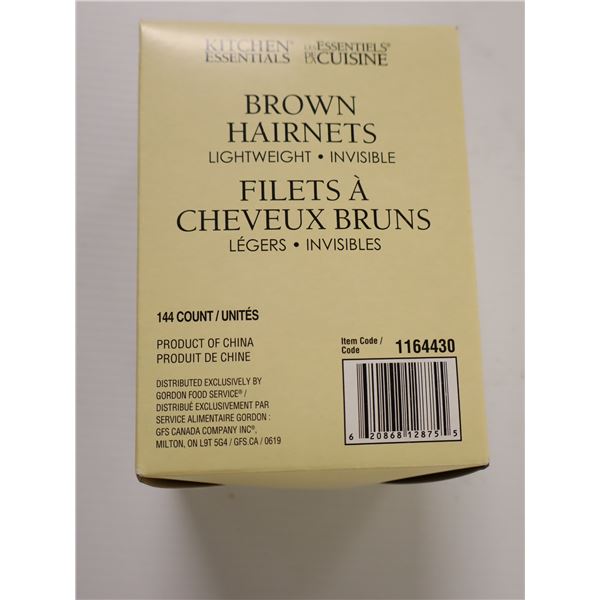 KITCHEN® LES ESSENTIELS®
ESSENTIALS DE LA CUISINE
BROWN
HAIRNETS
LIGHTWEIGHT • INVISIBLE
FILETS À
CHEVEUX BRUNS
LÉGERS • INVISIBLES
144 COUNT / UNITÉS
PRODUCT OF CHINA
PRODUIT DE CHINE
DISTRIBUTED EXCLUSIVELY BY
GORDON FOOD SERVICE® /
DISTRIBUÉ EXCLUSIVEMENT PAR
SERVICE ALIMENTAIRE GORDON :
GFS CANADA COMPANY INC®,
MILTON, ON L9T 5G4 / GFS.CA / 0619
Item Code /
Code 1164430
6 20868 12875 5